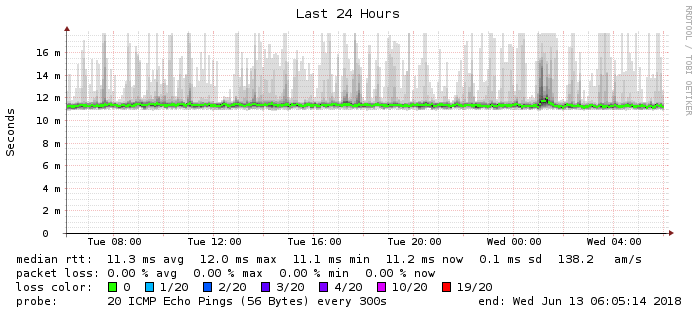 Last 24 Hours
RRDTOOL / TOBI OETIKER
Seconds
16 m
14 m
12 m
10 m
8 m
6 m
4 m
2 m
0
Tue 08:00 Tue 12:00 Tue 16:00 Tue 20:00 Wed 00:00 Wed 04:00
median rtt: 11.3 ms avg 12.0 ms max 11.1 ms min 11.2 ms now 0.1 ms sd 138.2 am/s
packet loss: 0.00 % avg 0.00 % max 0.00 % min 0.00 % now
loss color: 0 1/20 2/20 3/20 4/20 10/20 19/20
probe: 20 ICMP Echo Pings (56 Bytes) every 300s end: Wed Jun 13 06:05:14 2018